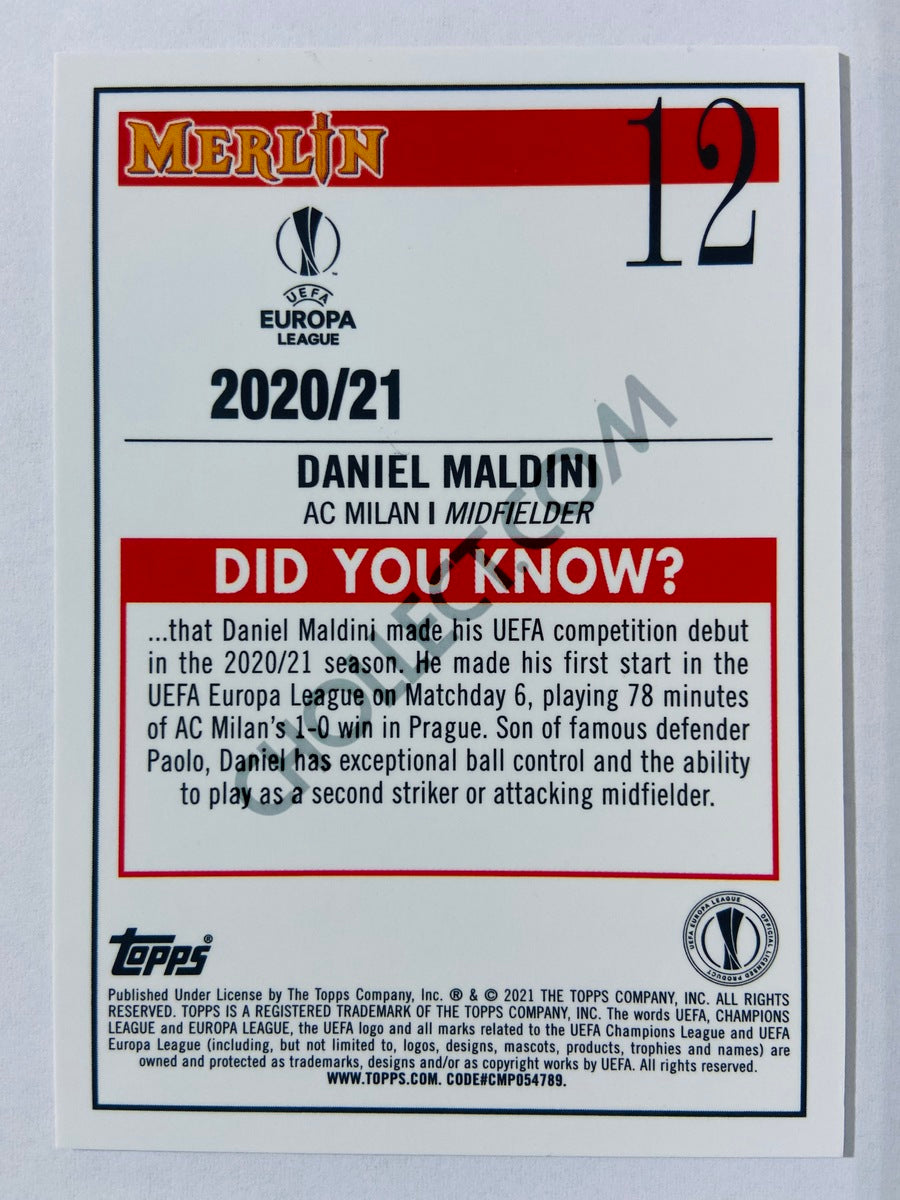 MERLIN
12
UEFA
EUROPA
LEAGUE
2020/21
DANIEL MALDINI
AC MILAN | MIDFIELDER
DID YOU KNOW?
...that Daniel Maldini made his UEFA competition debut
in the 2020/21 season. He made his first start in the
UEFA Europa League on Matchday 6, playing 78 minutes
of AC Milan's 1-0 win in Prague. Son of famous defender
Paolo, Daniel has exceptional ball control and the ability
to play as a second striker or attacking midfielder.
CHOLLECT.COM
topps®
UEFA EUROPA LEAGUE
OFFICIAL LICENSED PRODUCT
Published Under License by The Topps Company, Inc. ® & © 2021 THE TOPPS COMPANY, INC. ALL RIGHTS
RESERVED. TOPPS IS A REGISTERED TRADEMARK OF THE TOPPS COMPANY, INC. The words UEFA, CHAMPIONS
LEAGUE and EUROPA LEAGUE, the UEFA logo and all marks related to the UEFA Champions League and UEFA
Europa League (including, but not limited to, logos, designs, mascots, products, trophies and names) are
owned and protected as trademarks, designs and/or as copyright works by UEFA. All rights reserved.
WWW.TOPPS.COM. CODE#CMP054789.